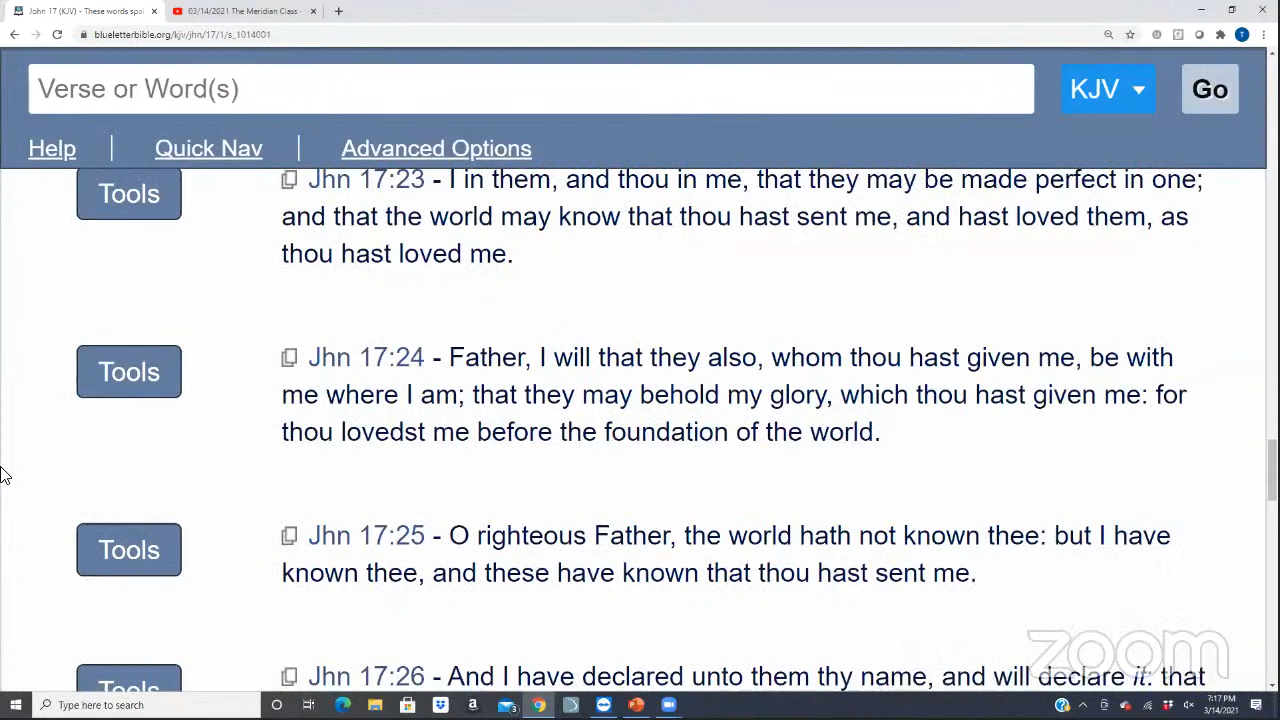 John 17 (KJV) - These words spal
03/14/2021 The Meridian Class -
blueletterbible.org/kjv/jhn/17/1/s_1014001
T
Verse or Word(s)
KJV
Go
Help
Quick Nav
Advanced Options
Tools
Jhn 17:23 - I in them, and thou in me, that they may be made perfect in one;
and that the world may know that thou hast sent me, and hast loved them, as
thou hast loved me.
Tools
Jhn 17:24 - Father, I will that they also, whom thou hast given me, be with
me where I am; that they may behold my glory, which thou hast given me: for
thou lovedst me before the foundation of the world.
Tools
Jhn 17:25 - O righteous Father, the world hath not known thee: but I have
known thee, and these have known that thou hast sent me.
Tools
Jhn 17:26 - And I have declared unto them thy name, and will declare it: that
zoom
Type here to search
7:17 PM
3/14/2021